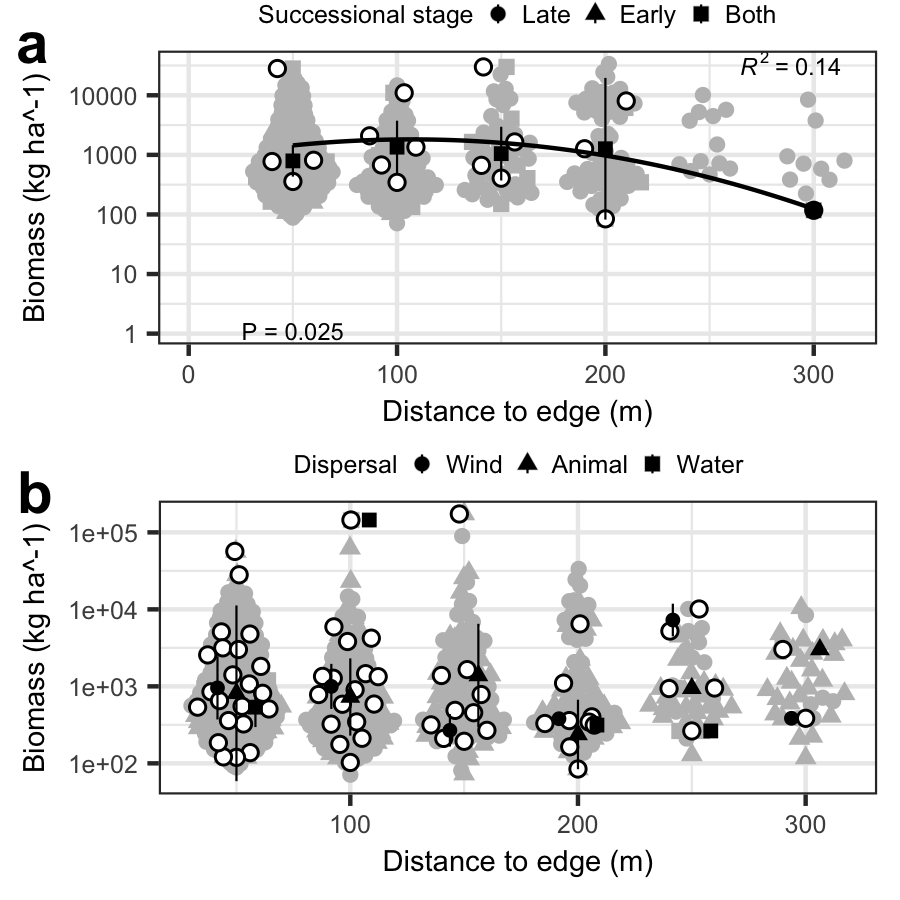 Successional stage Late Early Both
a
R² = 0.14
10000
1000
100
10
1
P = 0.025
0 100 200 300
Distance to edge (m)
Biomass (kg ha^-1)
Dispersal Wind Animal Water
b
1e+05
1e+04
1e+03
1e+02
100 200 300
Distance to edge (m)
Biomass (kg ha^-1)